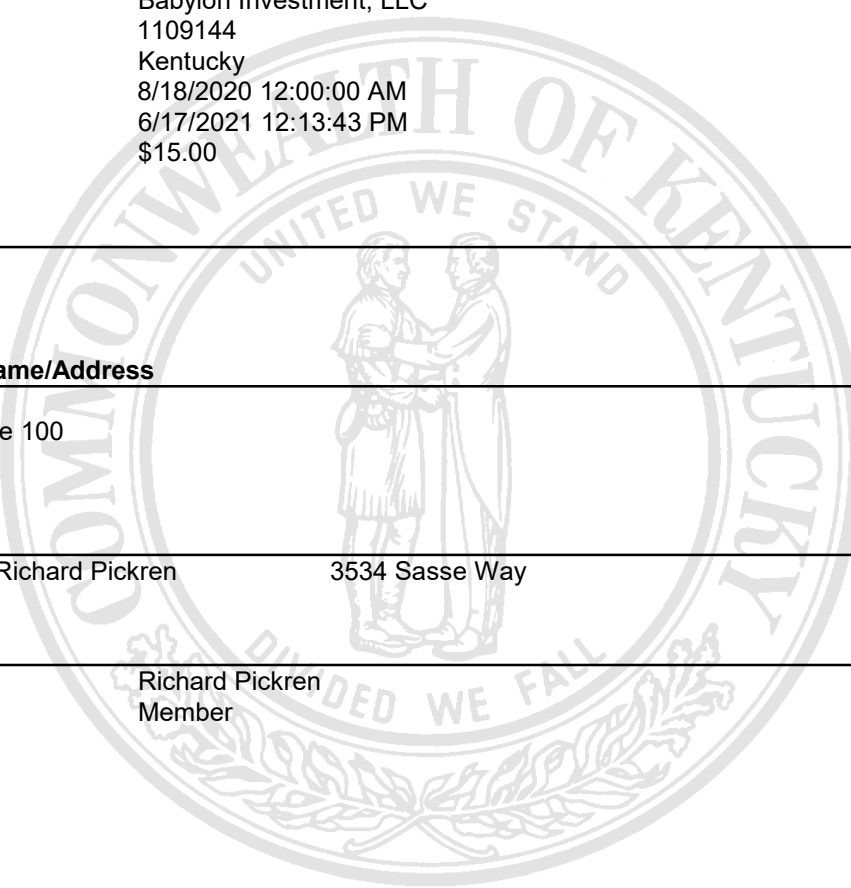 Babylon Investment, LLC
1109144
Kentucky
8/18/2020 12:00:00 AM
6/17/2021 12:13:43 PM
$15.00
COMMONWEALTH OF KENTUCKY
UNITED WE STAND
ame/Address
e 100
Richard Pickren 3534 Sasse Way
DIVIDED WE FALL
Richard Pickren
Member